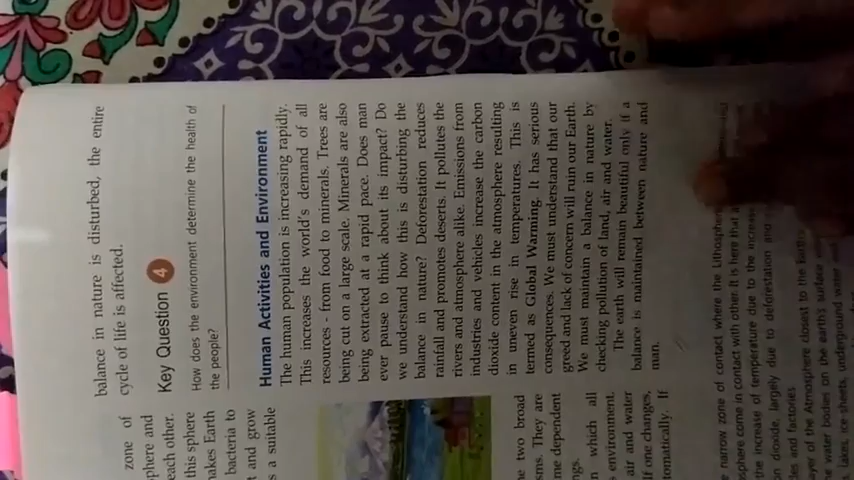 zone of
phere and
each other.
this sphere
makes Earth
bacteria to
t and grow
s a suitable
e two broad
sms. They are
me dependent
ngs.
n which all
environment,
air and water
If one changes,
tomatically. If
balance in nature is disturbed, the entire
cycle of life is affected.
Key Question 4
How does the environment determine the health of
the people?
Human Activities and Environment
The human population is increasing rapidly.
This increases the world's demand of all
resources - from food to minerals. Trees are
being cut on a large scale. Minerals are also
being extracted at a rapid pace. Does man
ever pause to think about its impact? Do
we understand how this is disturbing the
balance in nature? Deforestation reduces
rainfall and promotes deserts. It pollutes the
rivers and atmosphere alike. Emissions from
industries and vehicles increase the carbon
dioxide content in the atmosphere resulting
in uneven rise in temperatures. This is
termed as Global Warming. It has serious
consequences. We must understand that our
greed and lack of concern will ruin our Earth.
We must maintain a balance in nature by
checking pollution of land, air and water.
The earth will remain beautiful only if a
balance is maintained between nature and
man.
narrow zone of contact where the Lithosphere
sphere come in contact with other. It is here that
the increase of temperature due to the increase
on dioxide, largely due to deforestation and
les and factories
ayer of the Atmosphere closest to the Earth's
e water bodies on the earth's surface
lakes, ice sheets, underground water